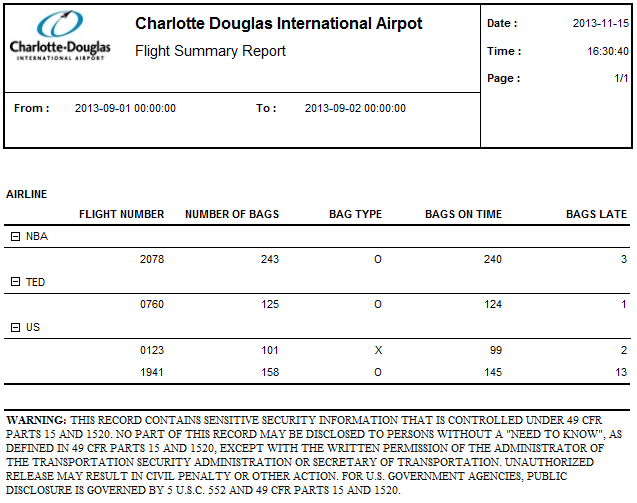 Charlotte-Douglas
INTERNATIONAL AIRPORT
Charlotte Douglas International Airpot
Flight Summary Report
Date : 2013-11-15
Time : 16:30:40
Page : 1/1
From : 2013-09-01 00:00:00 To : 2013-09-02 00:00:00
AIRLINE
FLIGHT NUMBER NUMBER OF BAGS BAG TYPE BAGS ON TIME BAGS LATE
NBA
2078 243 O 240 3
TED
0760 125 O 124 1
US
0123 101 X 99 2
1941 158 O 145 13
WARNING: THIS RECORD CONTAINS SENSITIVE SECURITY INFORMATION THAT IS CONTROLLED UNDER 49 CFR
PARTS 15 AND 1520. NO PART OF THIS RECORD MAY BE DISCLOSED TO PERSONS WITHOUT A "NEED TO KNOW", AS
DEFINED IN 49 CFR PARTS 15 AND 1520, EXCEPT WITH THE WRITTEN PERMISSION OF THE ADMINISTRATOR OF
THE TRANSPORTATION SECURITY ADMINISTRATION OR SECRETARY OF TRANSPORTATION. UNAUTHORIZED
RELEASE MAY RESULT IN CIVIL PENALTY OR OTHER ACTION. FOR U.S. GOVERNMENT AGENCIES, PUBLIC
DISCLOSURE IS GOVERNED BY 5 U.S.C. 552 AND 49 CFR PARTS 15 AND 1520.